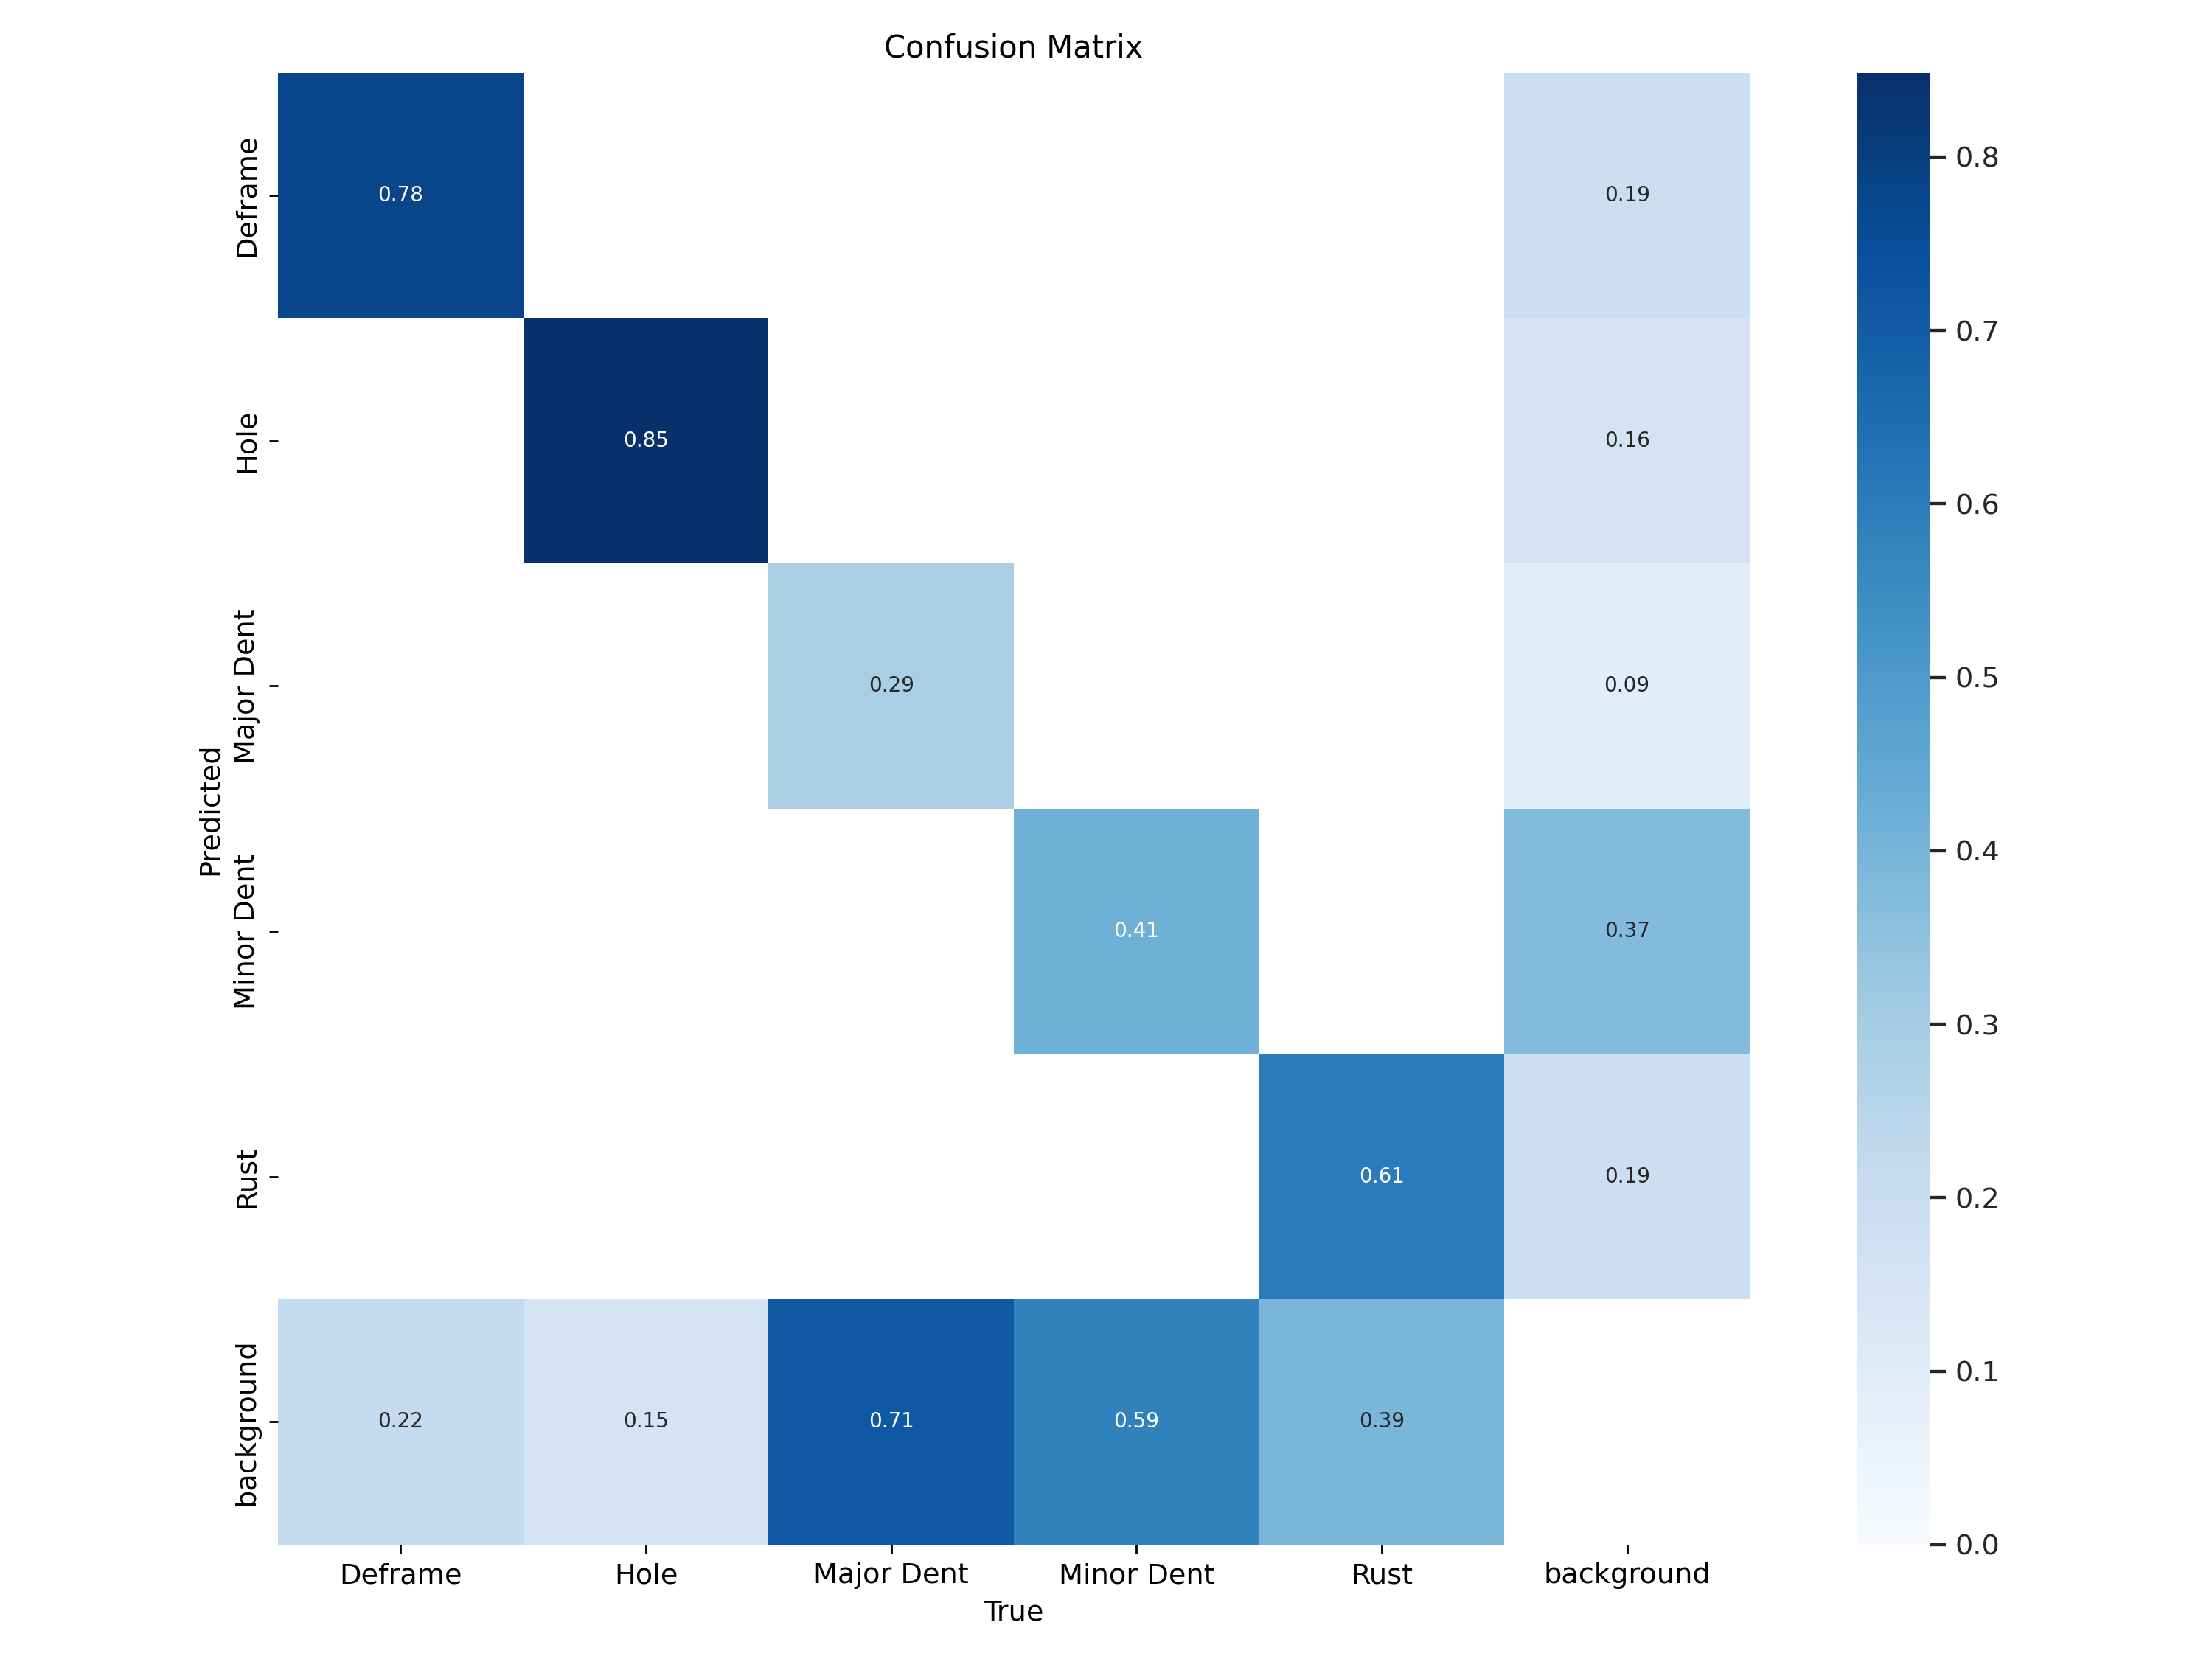 Confusion Matrix
Deframe
0.78
0.19
0.8
Hole
0.85
0.16
0.7
0.6
Major Dent
0.29
0.09
0.5
Predicted
Minor Dent
0.41
0.37
0.4
0.3
Rust
0.61
0.19
0.2
background
0.22
0.15
0.71
0.59
0.39
0.1
0.0
Deframe
Hole
Major Dent
Minor Dent
Rust
background
True